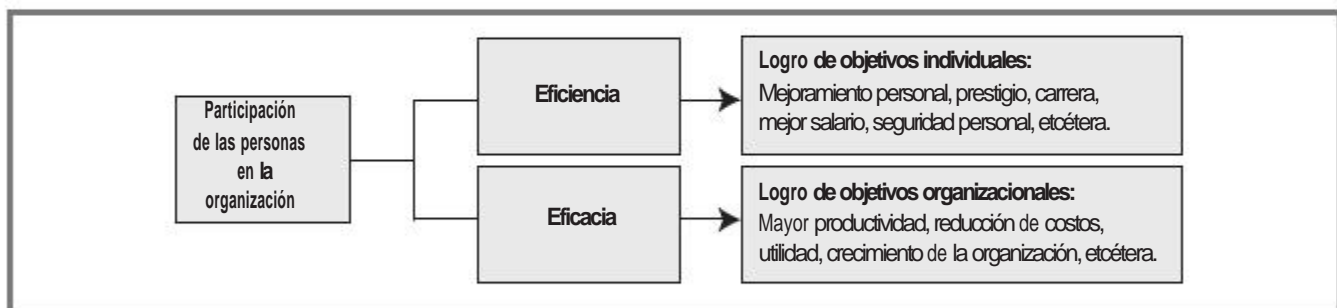 Participación
de las personas
en la
organización
Eficiencia
Logro de objetivos individuales:
Mejoramiento personal, prestigio, carrera,
mejor salario, seguridad personal, etcétera.
Eficacia
Logro de objetivos organizacionales:
Mayor productividad, reducción de costos,
utilidad, crecimiento de la organización, etcétera.